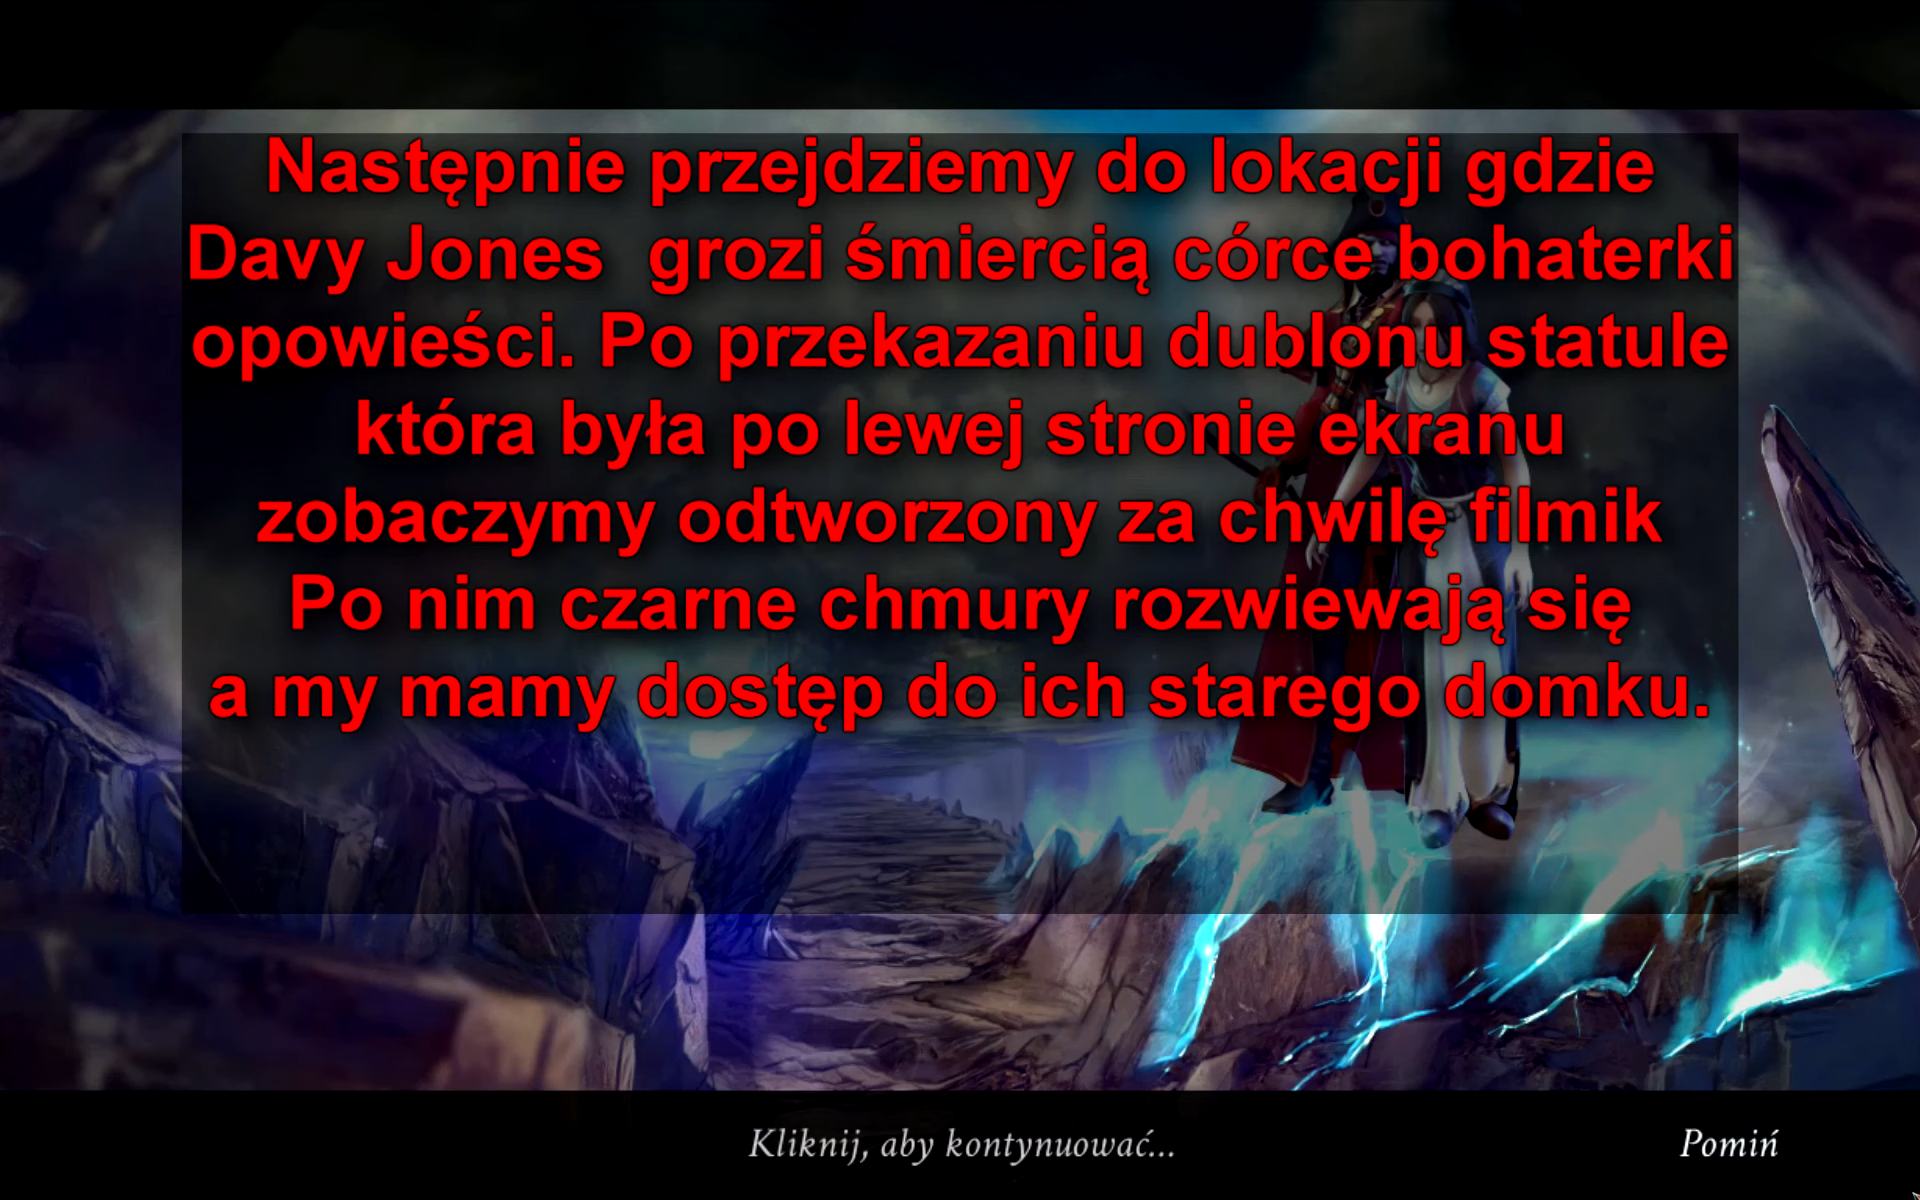 Następnie przejdziemy do lokacji gdzie
Davy Jones  grozi śmiercią córce bohaterki
opowieści. Po przekazaniu dublonu statule
która była po lewej stronie ekranu
zobaczymy odtworzony za chwilę filmik
Po nim czarne chmury rozwiewają się
a my mamy dostęp do ich starego domku.
Kliknij, aby kontynuować...
Pomiń